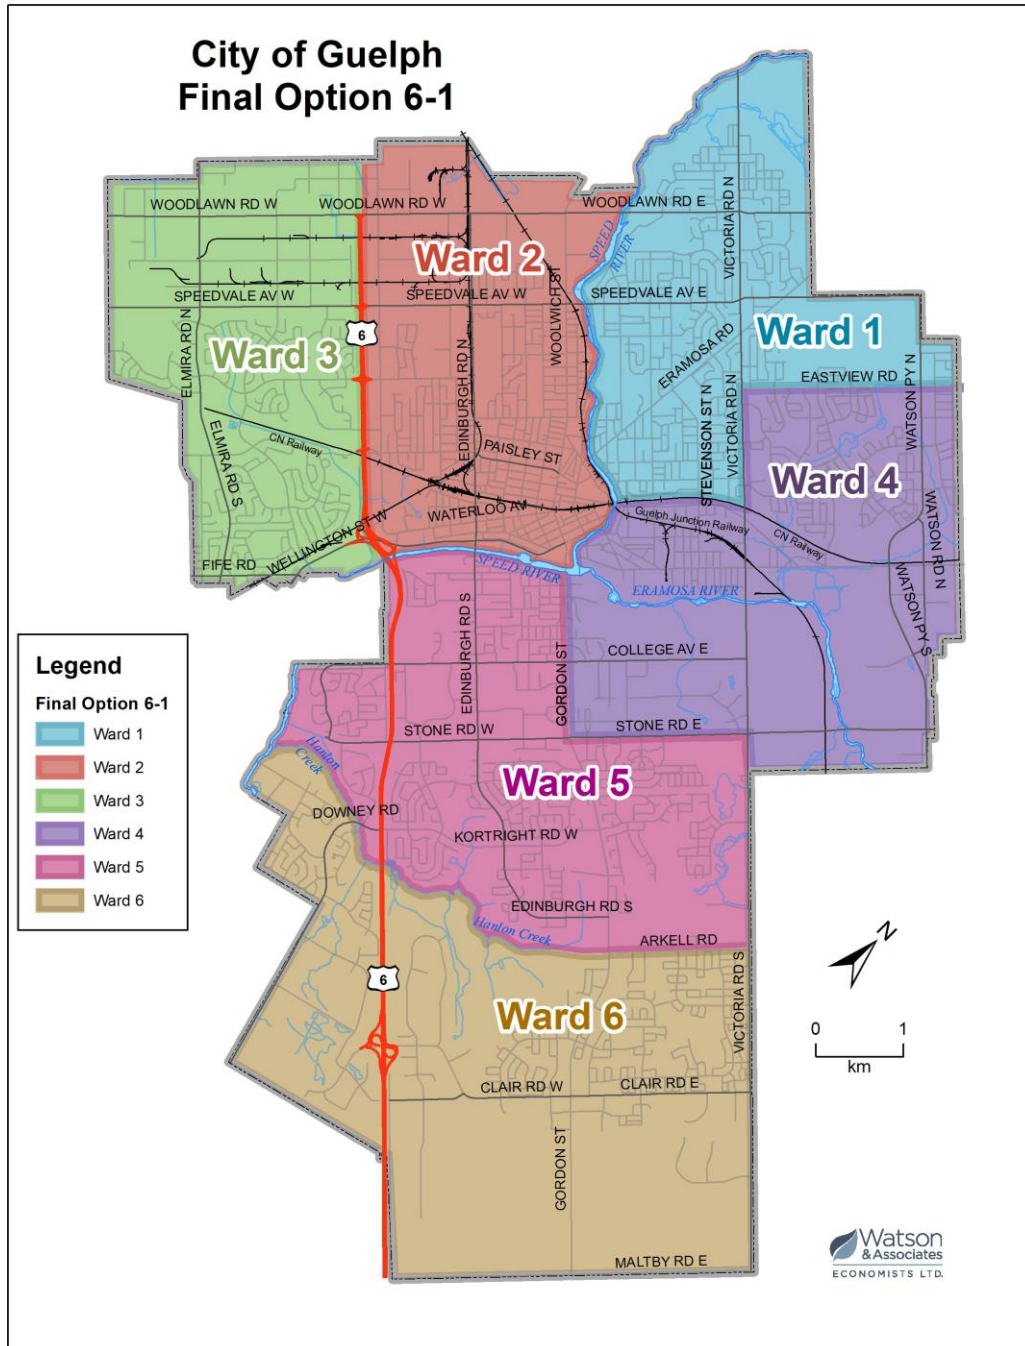 City of Guelph
Final Option 6-1
WOODLAWN RD W
WOODLAWN RD W
WOODLAWN RD E
SPEED
RIVER
VICTORIA RD N
Ward 2
SPEEDVALE AV W
SPEEDVALE AV W
SPEEDVALE AV E
WOOLWICH ST
ELMIRA RD N
6
Ward 3
EDINBURGH RD N
ERAMOSA RD
Ward 1
EASTVIEW RD
WATSON PY N
STEVENSON ST N
VICTORIA RD N
ELMIRA RD S
CN Railway
PAISLEY ST
Ward 4
WATERLOO AV
Guelph Junction Railway
CN Railway
WATSON RD N
WELLINGTON ST W
FIFE RD
SPEED RIVER
ERAMOSA RIVER
WATSON PY S
EDINBURGH RD S
GORDON ST
COLLEGE AV E
STONE RD W
STONE RD E
Hanlon
Creek
Ward 5
DOWNEY RD
KORTRIGHT RD W
EDINBURGH RD S
Hanlon Creek
ARKELL RD
VICTORIA RD S
6
Ward 6
CLAIR RD W
CLAIR RD E
GORDON ST
MALTBY RD E
Legend
Final Option 6-1
Ward 1
Ward 2
Ward 3
Ward 4
Ward 5
Ward 6
N
0 1
km
Watson
& Associates
ECONOMISTS LTD.